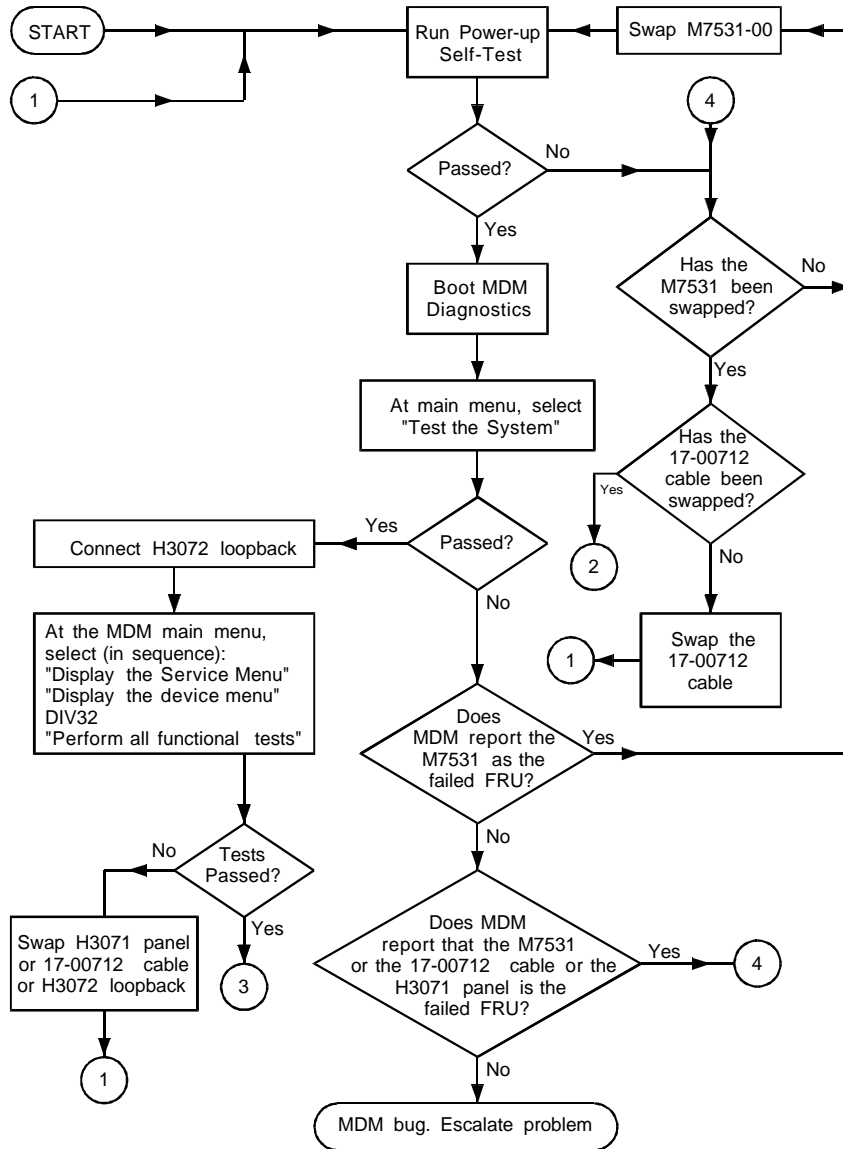 START
Run Power-up
Self-Test
Swap M7531-00
1
4
Passed?
No
Yes
Has the
M7531 been
swapped?
No
Boot MDM
Diagnostics
Yes
At main menu, select
"Test the System"
Has the
17-00712
cable been
swapped?
Yes
Yes
Passed?
Connect H3072 loopback
2
No
No
At the MDM main menu,
select (in sequence):
"Display the Service Menu"
"Display the device menu"
DIV32
"Perform all functional tests"
Swap the
17-00712
cable
1
Does
MDM report the
M7531 as the
failed FRU?
Yes
No
No
Tests
Passed?
Yes
Swap H3071 panel
or 17-00712 cable
or H3072 loopback
3
Does MDM
report that the M7531
or the 17-00712 cable or the
H3071 panel is the
failed FRU?
Yes
4
1
No
MDM bug. Escalate problem